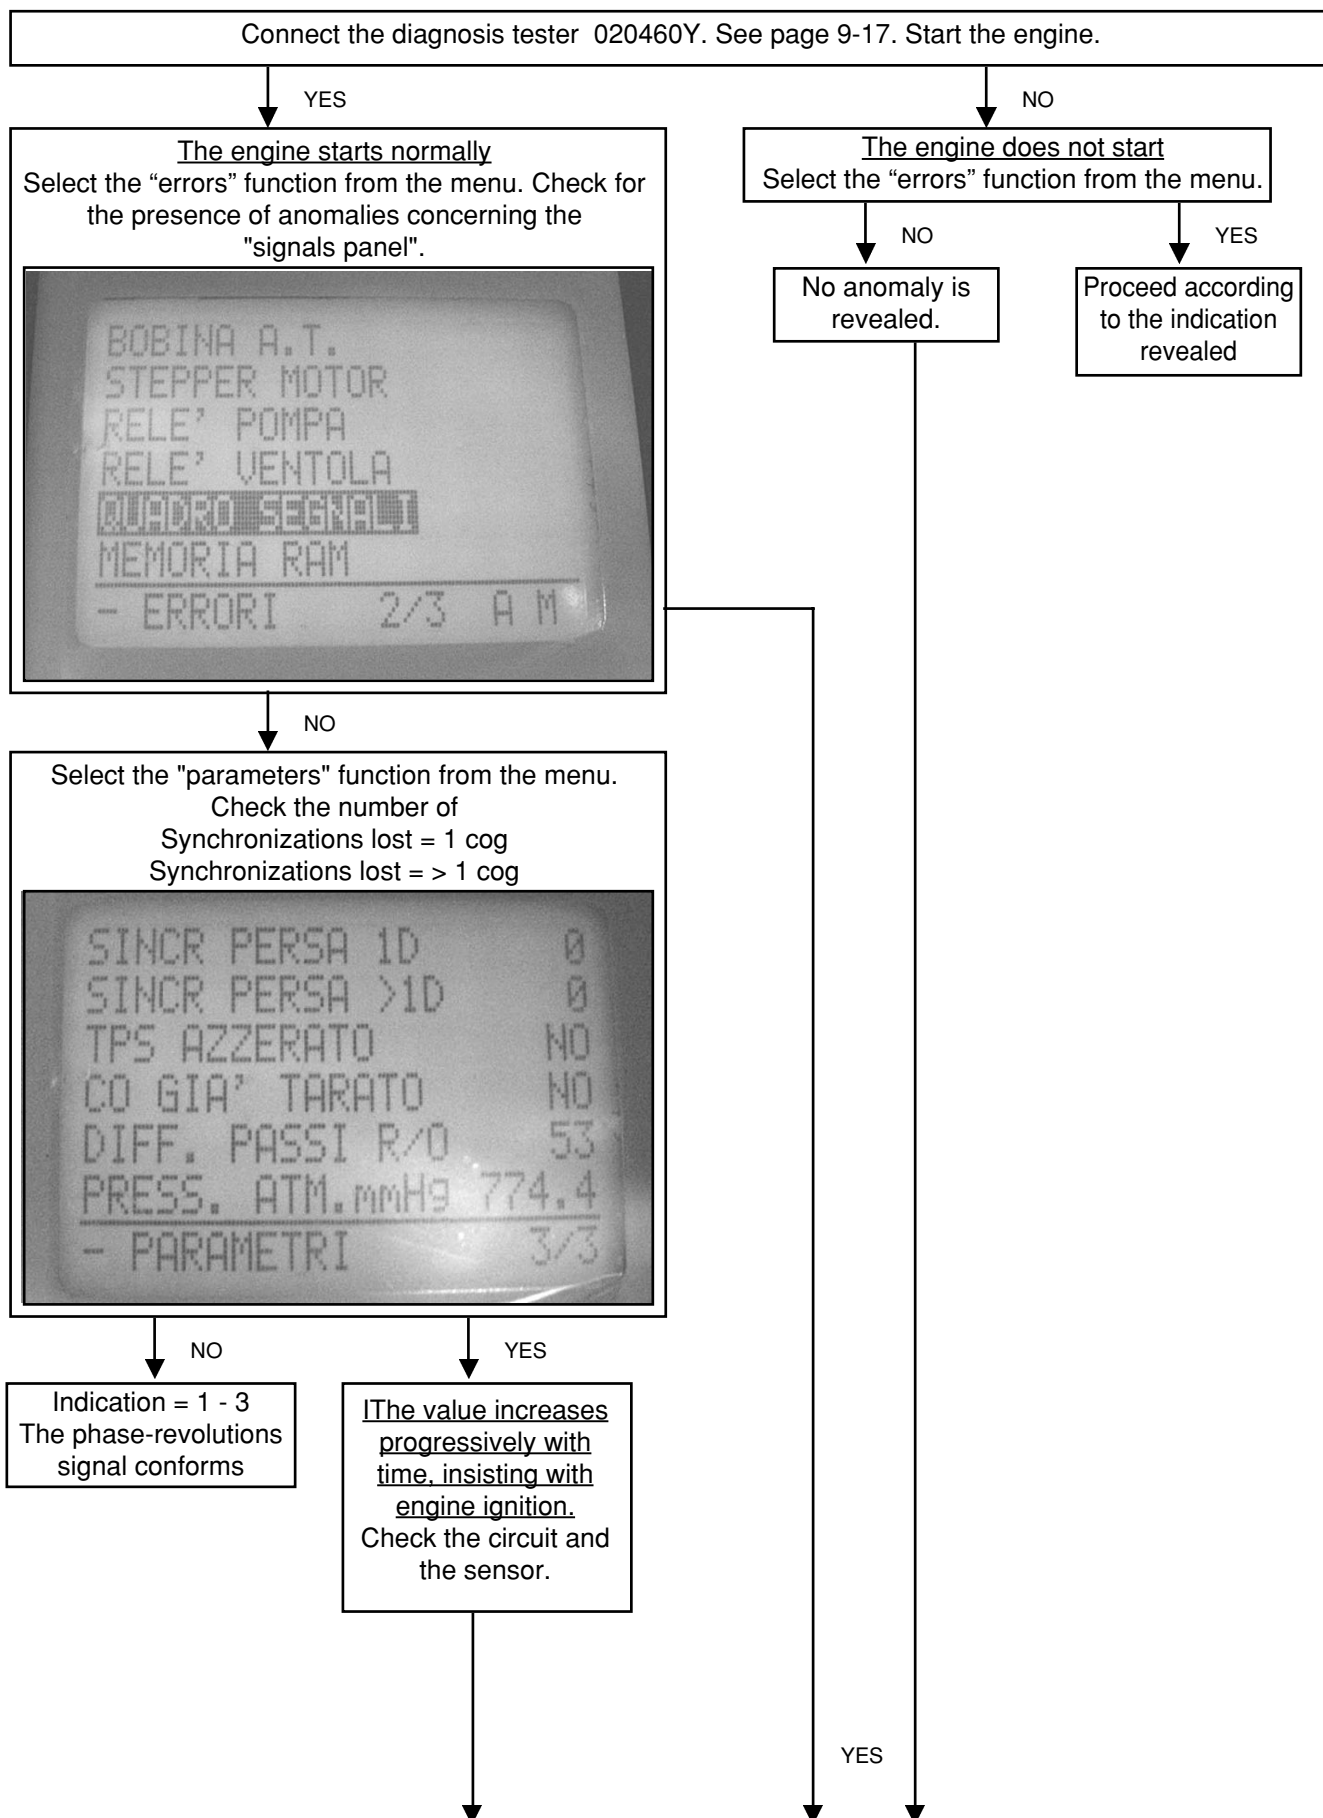 Connect the diagnosis tester 020460Y. See page 9-17. Start the engine.
YES
NO
The engine starts normally
Select the “errors” function from the menu. Check for
the presence of anomalies concerning the
"signals panel".
The engine does not start
Select the “errors” function from the menu.
NO
YES
No anomaly is
revealed.
Proceed according
to the indication
revealed
BOBINA A.T.
STEPPER MOTOR
RELE' POMPA
RELE' VENTOLA
QUADRO SEGNALI
MEMORIA RAM
- ERRORI 2/3 A M
NO
Select the "parameters" function from the menu.
Check the number of
Synchronizations lost = 1 cog
Synchronizations lost = > 1 cog
SINCR PERSA 1D 0
SINCR PERSA >1D 0
TPS AZZERATO NO
CO GIA' TARATO NO
DIFF. PASSI R/O 53
PRESS. ATM.mmHg 774.4
- PARAMETRI 3/3
NO
YES
Indication = 1 - 3
The phase-revolutions
signal conforms
IThe value increases
progressively with
time, insisting with
engine ignition.
Check the circuit and
the sensor.
YES